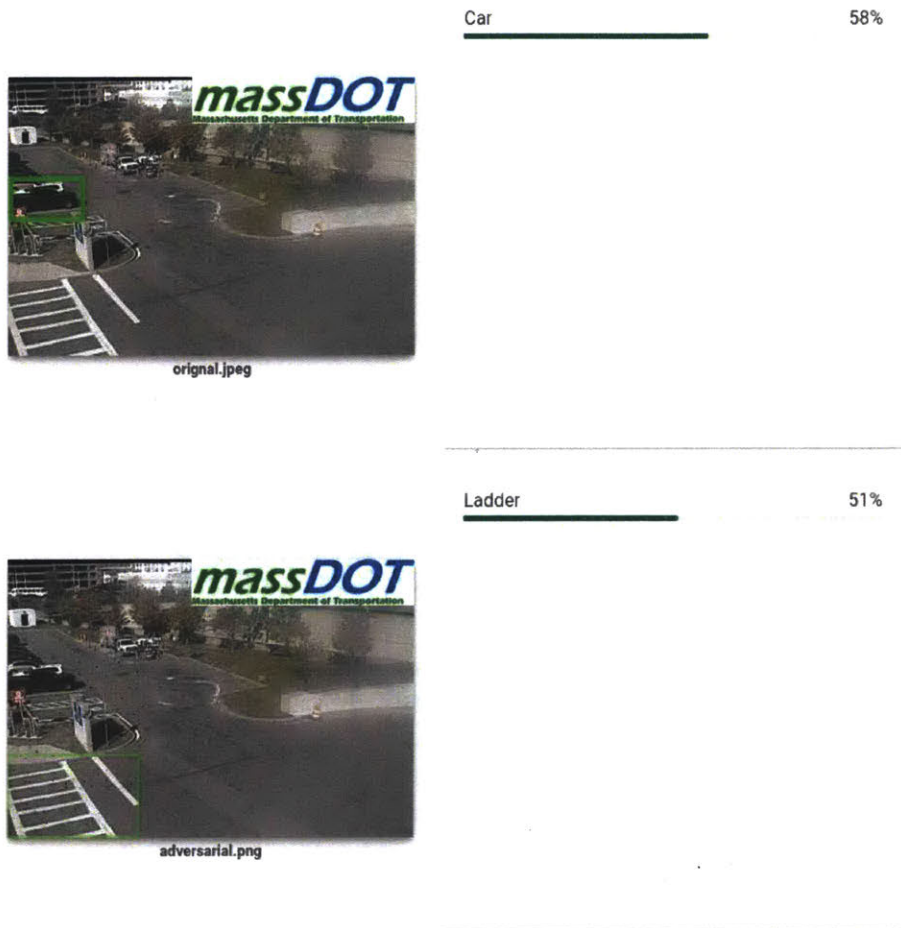 Car 58%
massDOT
Massachusetts Department of Transportation
orignal.jpeg
Ladder 51%
massDOT
Massachusetts Department of Transportation
adversarial.png